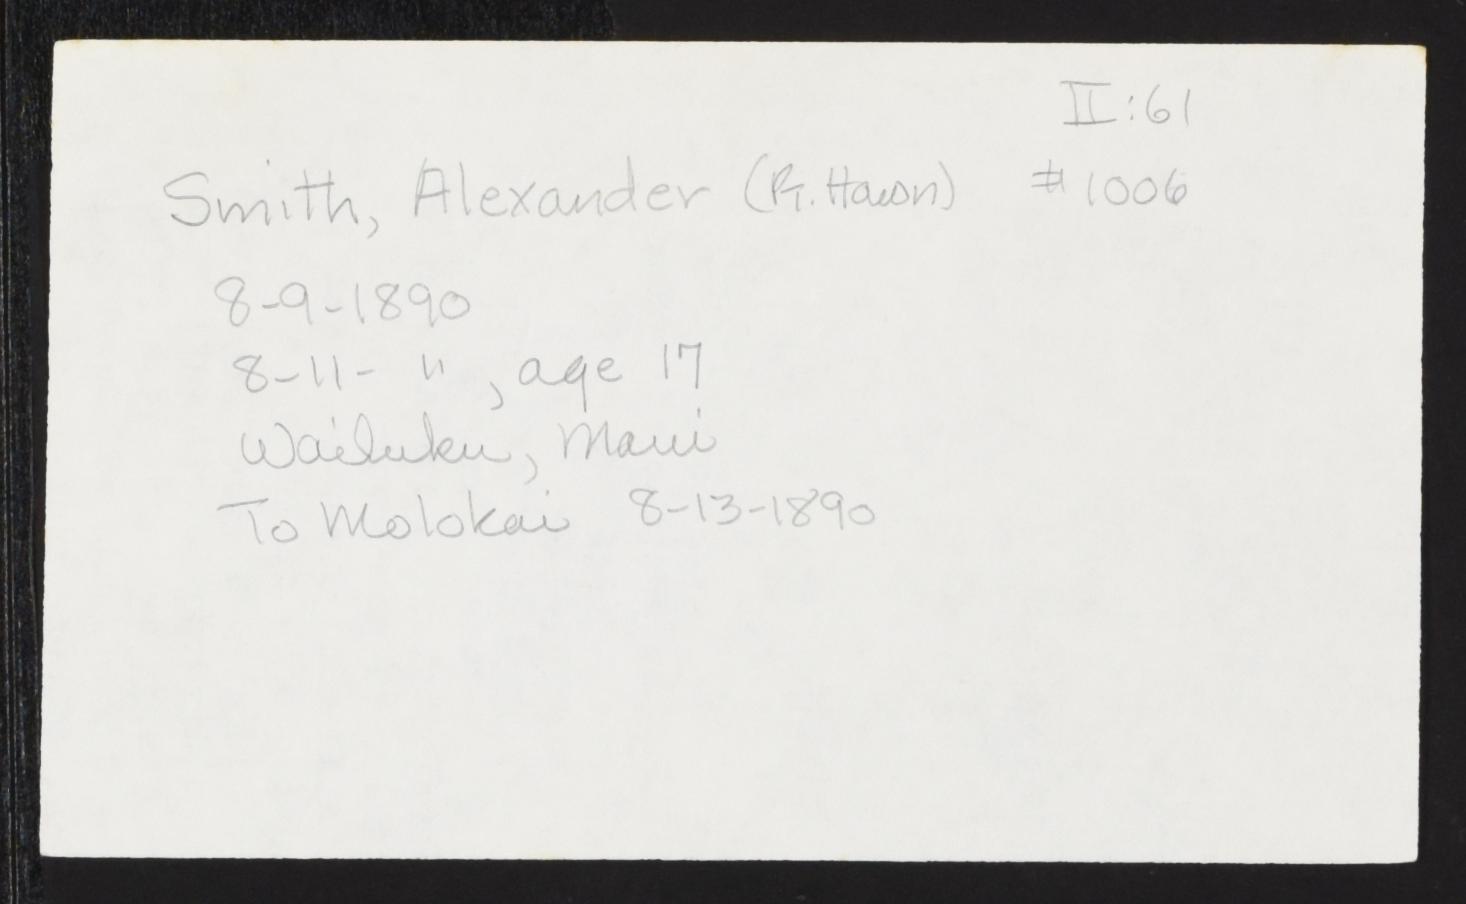 II:61
Smith, Alexander (Pt. Hawn) #1006
8-9-1890
8-11- " , age 17
Wailuku, Maui
To Molokai 8-13-1890